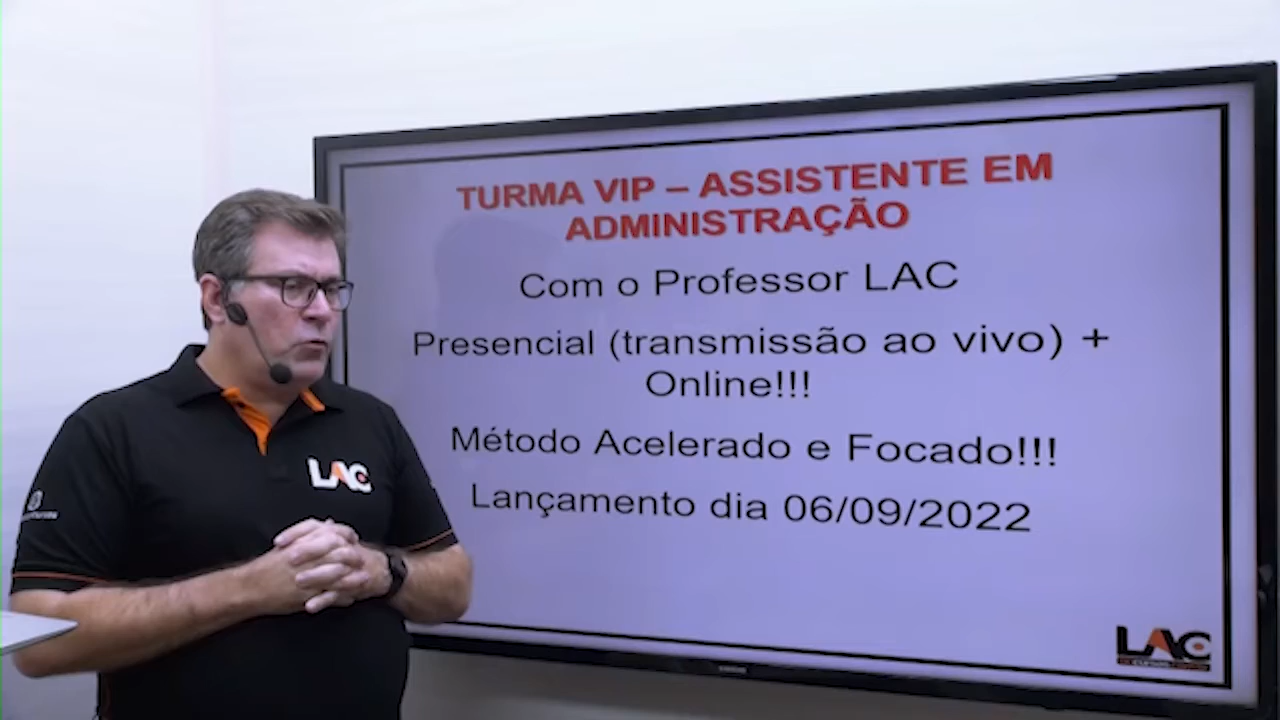 TURMA VIP – ASSISTENTE EM
ADMINISTRAÇÃO
Com o Professor LAC
Presencial (transmissão ao vivo) +
Online!!!
Método Acelerado e Focado!!!
Lançamento dia 06/09/2022
LAC
LAC